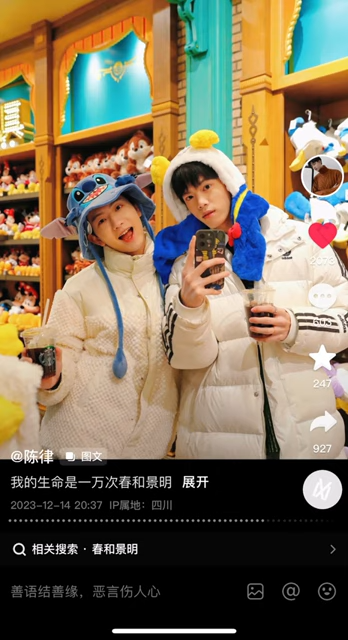 2373
603
247
927
@陈律 图文
我的生命是一万次春和景明 展开
2023-12-14 20:37 IP属地：四川
相关搜索 · 春和景明
善语结善缘，恶言伤人心
@